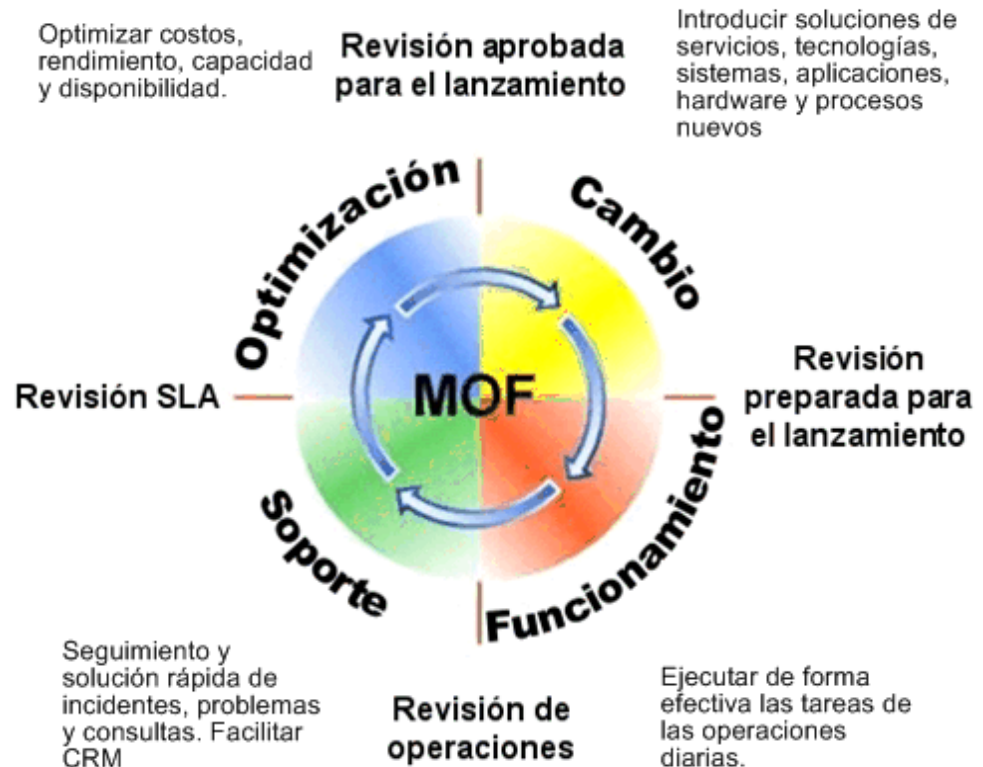 Optimizar costos,
rendimiento, capacidad
y disponibilidad.
Revisión aprobada
para el lanzamiento
Introducir soluciones de
servicios, tecnologías,
sistemas, aplicaciones,
hardware y procesos
nuevos
Optimización
Cambio
Revisión SLA
MOF
Revisión
preparada para
el lanzamiento
Soporte
Funcionamiento
Seguimiento y
solución rápida de
incidentes, problemas
y consultas. Facilitar
CRM
Revisión de
operaciones
Ejecutar de forma
efectiva las tareas de
las operaciones
diarias.